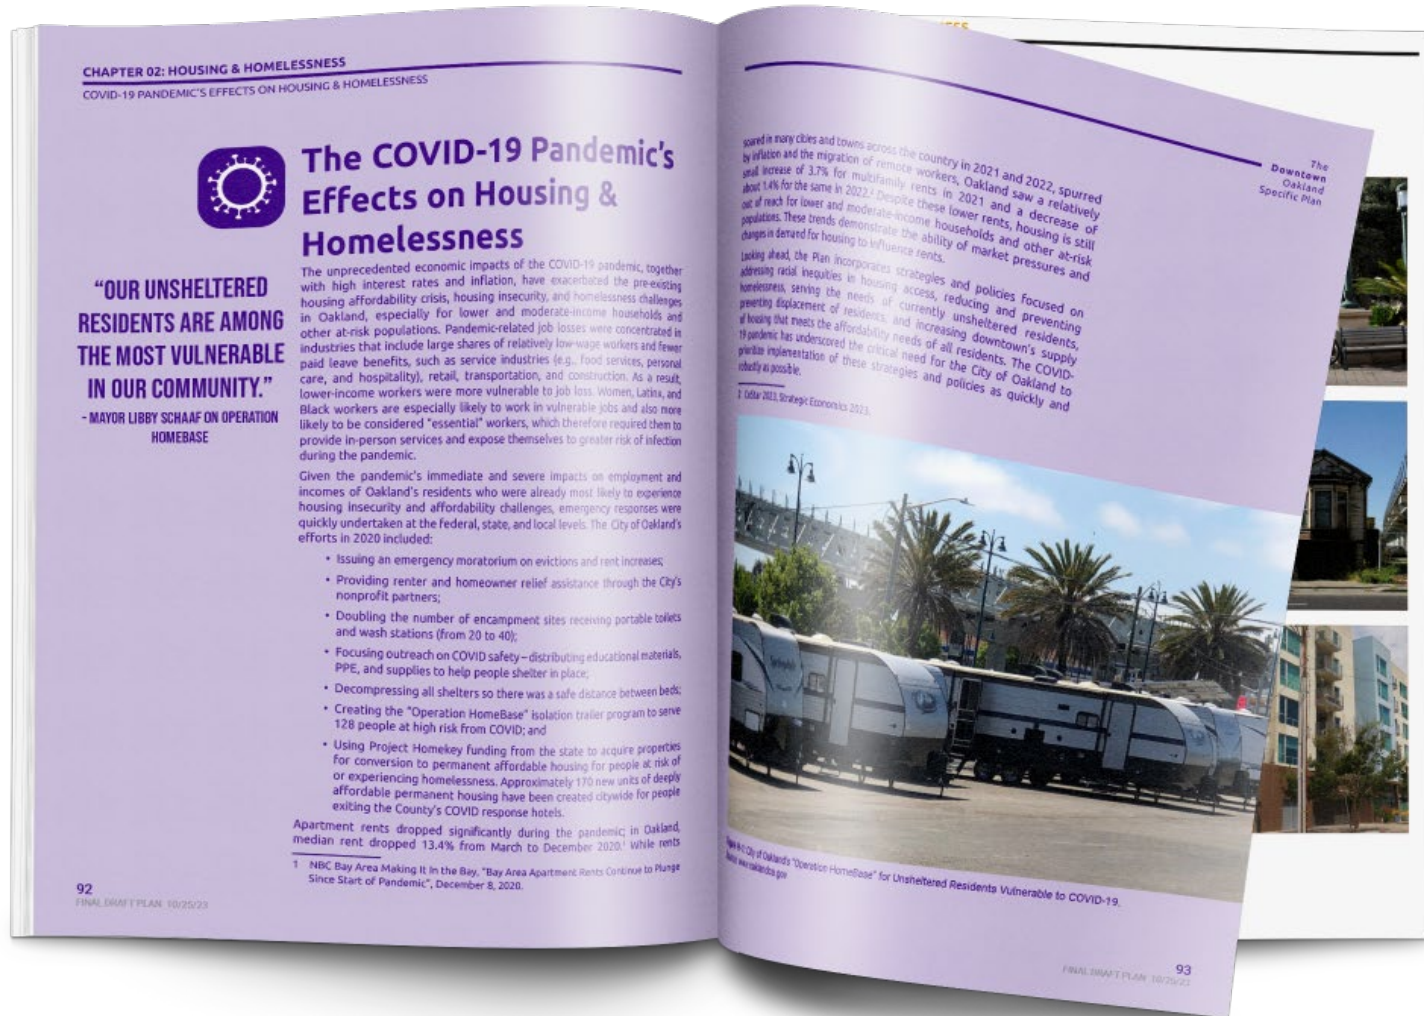 CHAPTER 02: HOUSING & HOMELESSNESS
COVID-19 PANDEMIC'S EFFECTS ON HOUSING & HOMELESSNESS
The COVID-19 Pandemic's
Effects on Housing &
Homelessness
“OUR UNSHELTERED
RESIDENTS ARE AMONG
THE MOST VULNERABLE
IN OUR COMMUNITY.”
- MAYOR LIBBY SCHAAF ON OPERATION
HOMEBASE
The unprecedented economic impacts of the COVID-19 pandemic, together
with high interest rates and inflation, have exacerbated the pre-existing
housing affordability crisis, housing insecurity, and homelessness challenges
in Oakland, especially for lower and moderate-income households and
other at-risk populations. Pandemic-related job losses were concentrated in
industries that include large shares of relatively low-wage workers and fewer
paid leave benefits, such as service industries (e.g., food services, personal
care, and hospitality), retail, transportation, and construction. As a result,
lower-income workers were more vulnerable to job loss. Women, Latinx, and
Black workers are especially likely to work in vulnerable jobs and also more
likely to be considered “essential” workers, which therefore required them to
provide in-person services and expose themselves to greater risk of infection
during the pandemic.
Given the pandemic's immediate and severe impacts on employment and
incomes of Oakland's residents who were already most likely to experience
housing insecurity and affordability challenges, emergency responses were
quickly undertaken at the federal, state, and local levels. The City of Oakland's
efforts in 2020 included:
• Issuing an emergency moratorium on evictions and rent increases;
• Providing renter and homeowner relief assistance through the City's
nonprofit partners;
• Doubling the number of encampment sites receiving portable toilets
and wash stations (from 20 to 40);
• Focusing outreach on COVID safety – distributing educational materials,
PPE, and supplies to help people shelter in place;
• Decompressing all shelters so there was a safe distance between beds;
• Creating the “Operation HomeBase” isolation trailer program to serve
128 people at high risk from COVID; and
• Using Project Homekey funding from the state to acquire properties
for conversion to permanent affordable housing for people at risk of
or experiencing homelessness. Approximately 170 new units of deeply
affordable permanent housing have been created citywide for people
exiting the County's COVID response hotels.
Apartment rents dropped significantly during the pandemic; in Oakland,
median rent dropped 13.4% from March to December 2020.¹ While rents
1 NBC Bay Area Making It In the Bay, “Bay Area Apartment Rents Continue to Plunge
Since Start of Pandemic”, December 8, 2020.
92
FINAL DRAFT PLAN 10/25/23
The
Downtown
Oakland
Specific Plan
soared in many cities and towns across the country in 2021 and 2022, spurred
by inflation and the migration of remote workers, Oakland saw a relatively
small increase of 3.7% for multifamily rents in 2021 and a decrease of
about 1.4% for the same in 2022.² Despite these lower rents, housing is still
out of reach for lower and moderate-income households and other at-risk
populations. These trends demonstrate the ability of market pressures and
changes in demand for housing to influence rents.
Looking ahead, the Plan incorporates strategies and policies focused on
addressing racial inequities in housing access, reducing and preventing
homelessness, serving the needs of currently unsheltered residents,
preventing displacement of residents, and increasing downtown's supply
of housing that meets the affordability needs of all residents. The COVID-
19 pandemic has underscored the critical need for the City of Oakland to
prioritize implementation of these strategies and policies as quickly and
robustly as possible.
2 CoStar 2023, Strategic Economics 2023.
City of Oakland's “Operation HomeBase” for Unsheltered Residents Vulnerable to COVID-19.
93
FINAL DRAFT PLAN 10/25/23